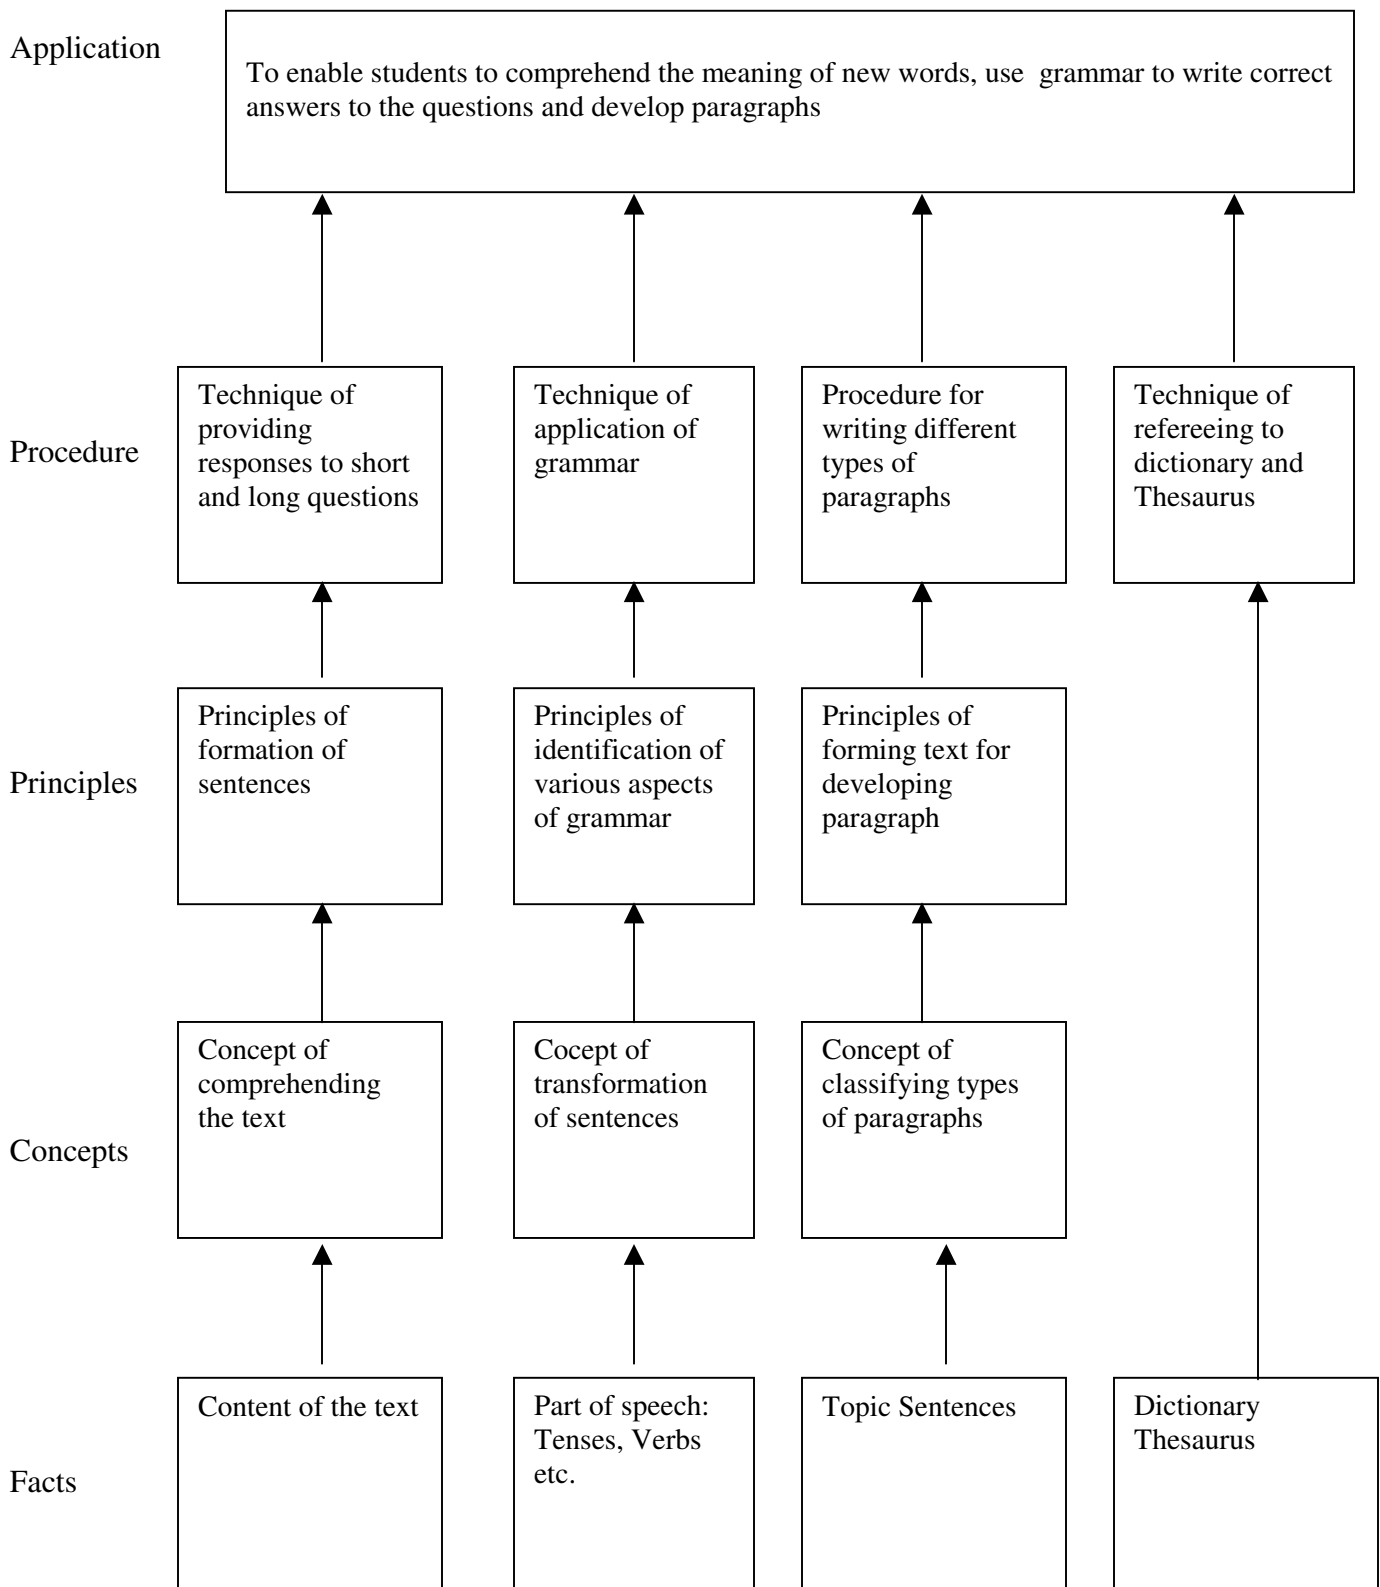 Application
To enable students to comprehend the meaning of new words, use  grammar to write correct
answers to the questions and develop paragraphs
Procedure
Technique of
providing
responses to short
and long questions
Technique of
application of
grammar
Procedure for
writing different
types of
paragraphs
Technique of
refereeing to
dictionary and
Thesaurus
Principles
Principles of
formation of
sentences
Principles of
identification of
various aspects
of grammar
Principles of
forming text for
developing
paragraph
Concepts
Concept of
comprehending
the text
Cocept of
transformation
of sentences
Concept of
classifying types
of paragraphs
Facts
Content of the text
Part of speech:
Tenses, Verbs
etc.
Topic Sentences
Dictionary
Thesaurus